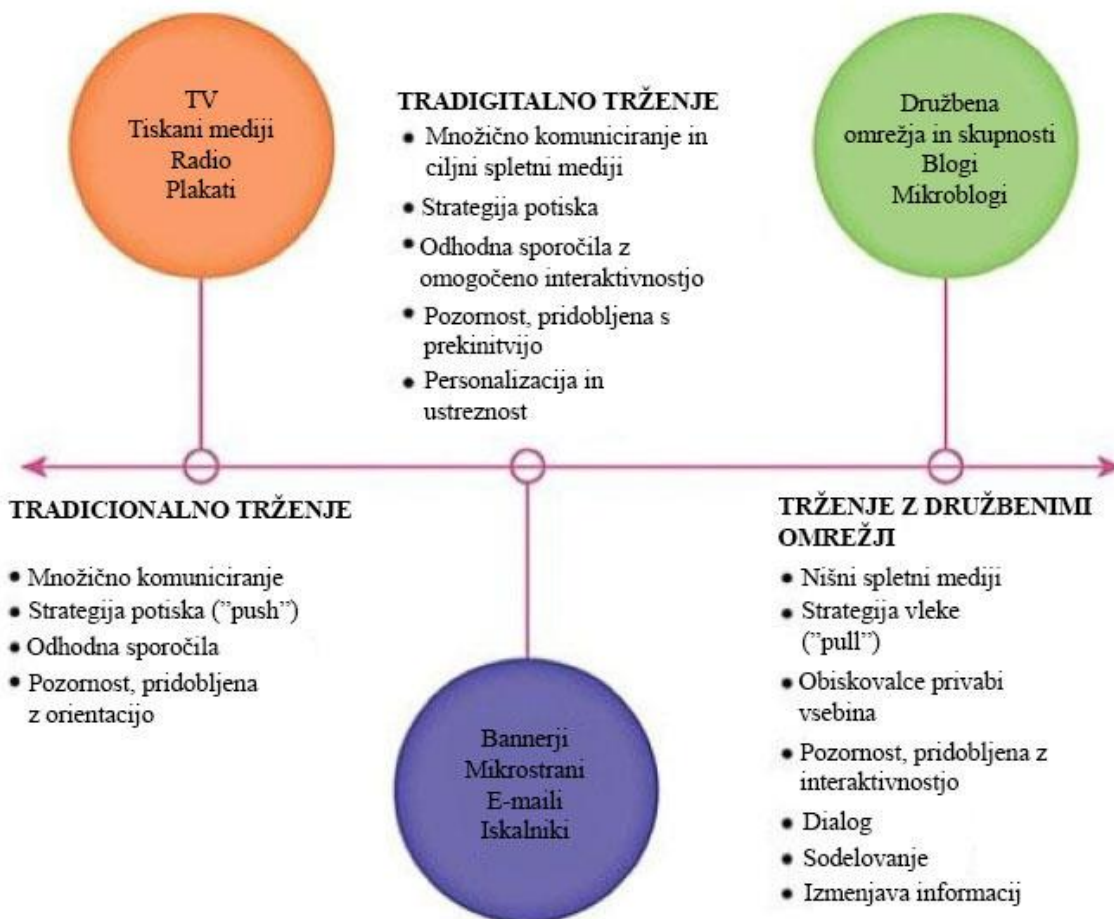 TV
Tiskani mediji
Radio
Plakati
TRADICIONALNO TRŽENJE
• Množično komuniciranje
• Strategija potiska (”push”)
• Odhodna sporočila
• Pozornost, pridobljena
z orientacijo
TRADIGITALNO TRŽENJE
• Množično komuniciranje in
ciljni spletni mediji
• Strategija potiska
• Odhodna sporočila z
omogočeno interaktivnostjo
• Pozornost, pridobljena s
prekinitvijo
• Personalizacija in
ustreznost
Bannerji
Mikrostrani
E-maili
Iskalniki
Družbena
omrežja in skupnosti
Blogi
Mikroblogi
TRŽENJE Z DRUŽBENIMI
OMREŽJI
• Nišni spletni mediji
• Strategija vleke
(”pull”)
• Obiskovalce privabi
vsebina
• Pozornost, pridobljena z
interaktivnostjo
• Dialog
• Sodelovanje
• Izmenjava informacij